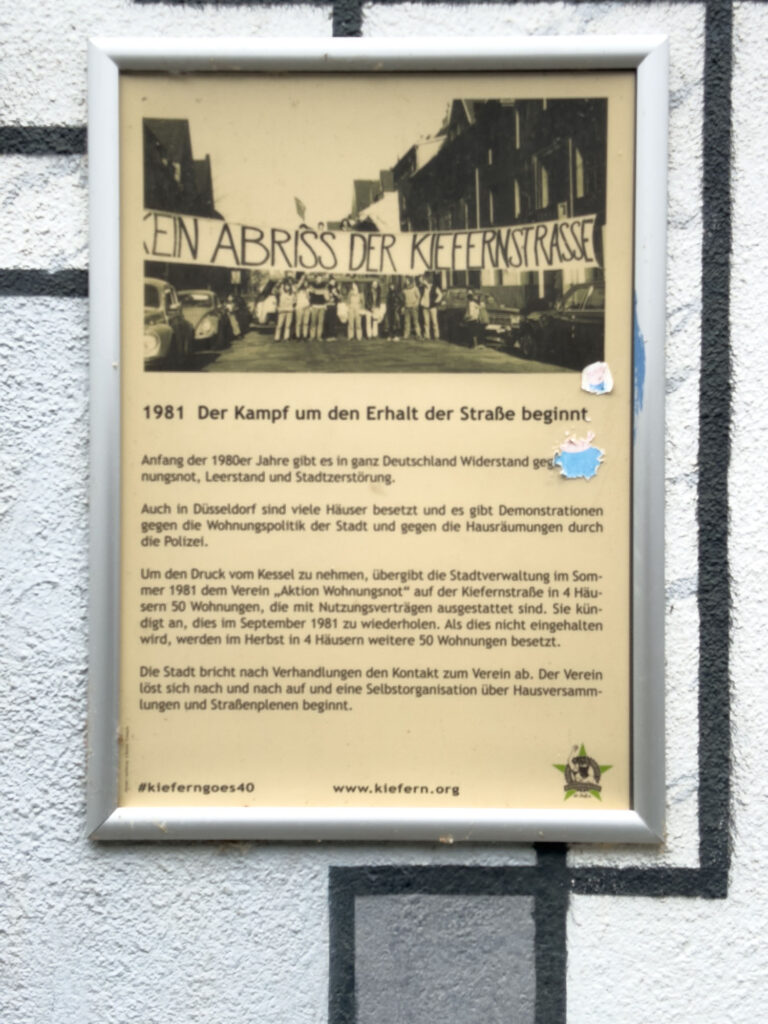 KEIN ABRISS DER KIEFERNSTRASSE
1981 Der Kampf um den Erhalt der Straße beginnt
Anfang der 1980er Jahre gibt es in ganz Deutschland Widerstand geg
nungsnot, Leerstand und Stadtzerstörung.
Auch in Düsseldorf sind viele Häuser besetzt und es gibt Demonstrationen
gegen die Wohnungspolitik der Stadt und gegen die Hausräumungen durch
die Polizei.
Um den Druck vom Kessel zu nehmen, übergibt die Stadtverwaltung im Som-
mer 1981 dem Verein „Aktion Wohnungsnot“ auf der Kiefernstraße in 4 Häu-
sern 50 Wohnungen, die mit Nutzungsverträgen ausgestattet sind. Sie kün-
digt an, dies im September 1981 zu wiederholen. Als dies nicht eingehalten
wird, werden im Herbst in 4 Häusern weitere 50 Wohnungen besetzt.
Die Stadt bricht nach Verhandlungen den Kontakt zum Verein ab. Der Verein
löst sich nach und nach auf und eine Selbstorganisation über Hausversamm-
lungen und Straßenplenen beginnt.
#kieferngoes40 www.kiefern.org